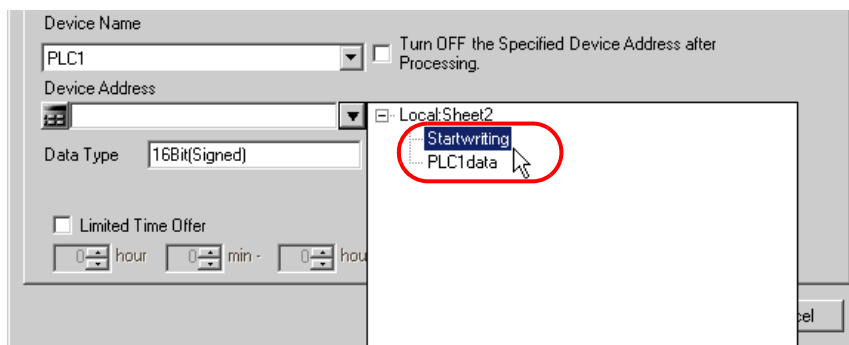 Device Name
PLC1
Turn OFF the Specified Device Address after
Processing.
Device Address
Local:Sheet2
Startwriting
Data Type 16Bit(Signed)
PLC1data
Limited Time Offer
0 hour 0 min - 0 hou
cel